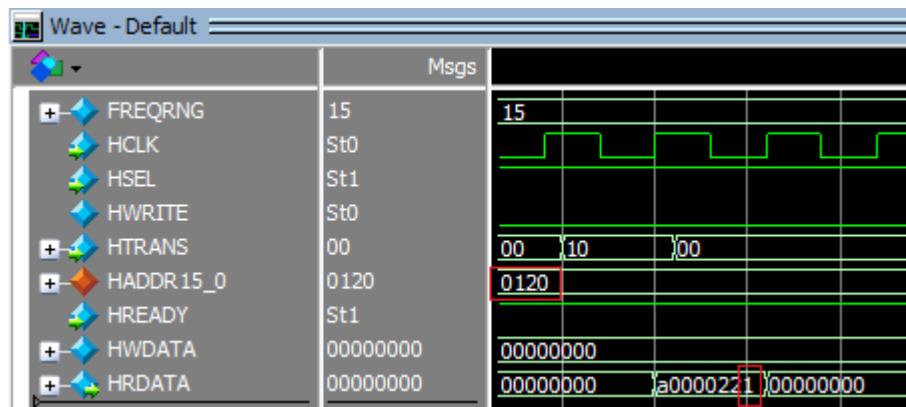 Wave - Default
Msgs
FREQRNG 15 15
HCLK St0
HSEL St1
HWRITE St0
HTRANS 00 00 10 00
HADDR15_0 0120 0120
HREADY St1
HWDATA 00000000 00000000
HRDATA 00000000 00000000 a0000221 00000000